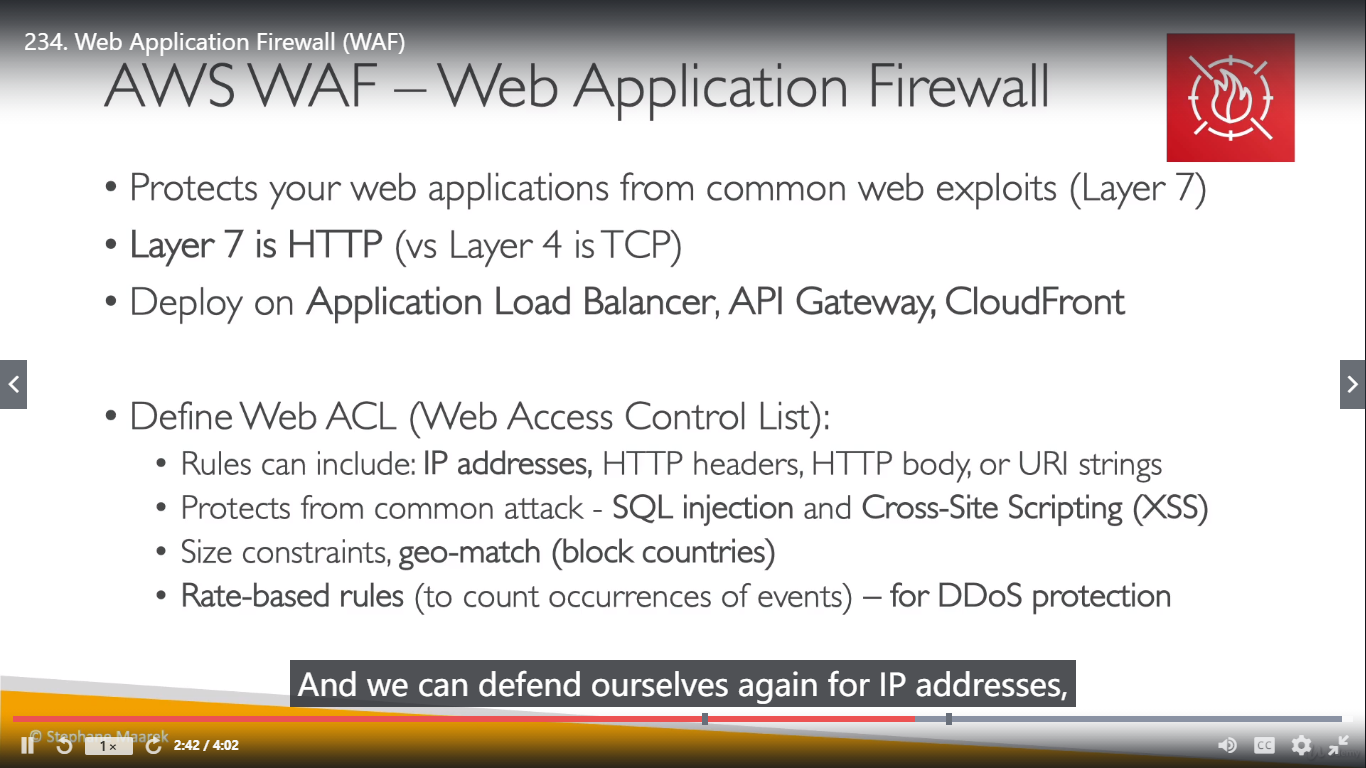 234. Web Application Firewall (WAF)
AWS WAF – Web Application Firewall
• Protects your web applications from common web exploits (Layer 7)
• Layer 7 is HTTP (vs Layer 4 is TCP)
• Deploy on Application Load Balancer, API Gateway, CloudFront
• Define Web ACL (Web Access Control List):
• Rules can include: IP addresses, HTTP headers, HTTP body, or URI strings
• Protects from common attack - SQL injection and Cross-Site Scripting (XSS)
• Size constraints, geo-match (block countries)
• Rate-based rules (to count occurrences of events) – for DDoS protection
And we can defend ourselves again for IP addresses,
© Stephane Maarek
1×
2:42 / 4:02
CC